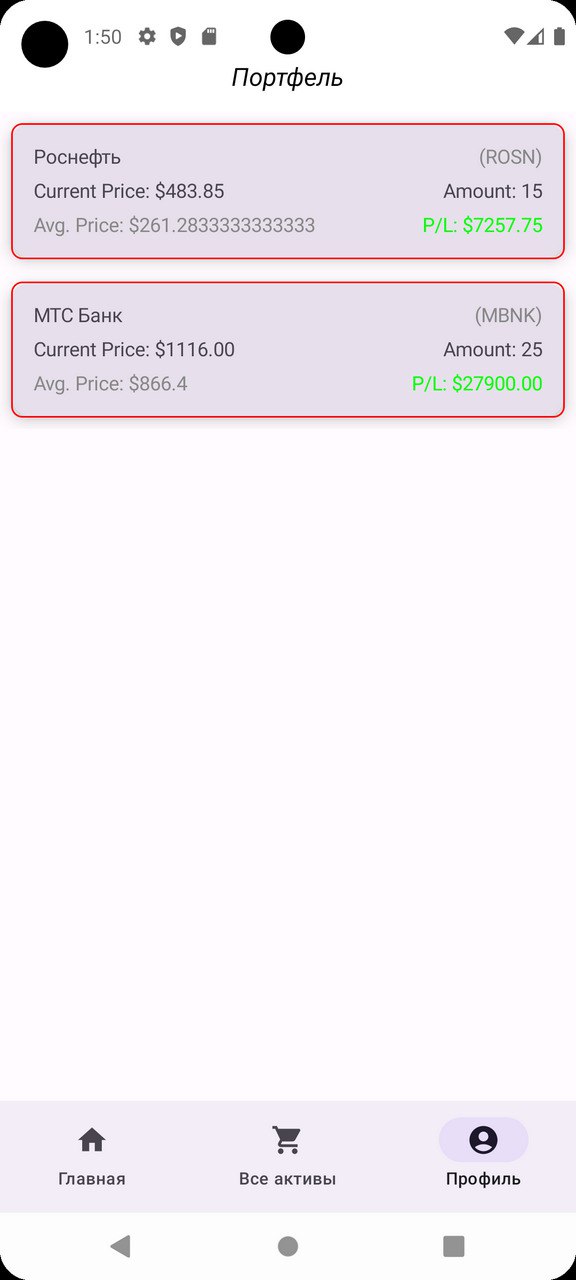 1:50
Портфель
Роснефть (ROSN)
Current Price: $483.85 Amount: 15
Avg. Price: $261.2833333333333 P/L: $7257.75
МТС Банк (MBNK)
Current Price: $1116.00 Amount: 25
Avg. Price: $866.4 P/L: $27900.00
Главная Все активы Профиль